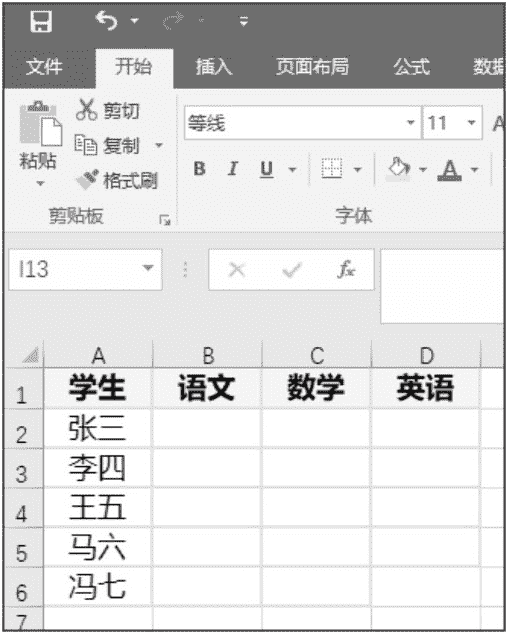 文件 开始 插入 页面布局 公式 数据
粘贴 剪切
复制
格式刷
剪贴板
等线 11 A
B I U A
字体
I13 fx
A B C D
1 学生 语文 数学 英语
2 张三
3 李四
4 王五
5 马六
6 冯七
7